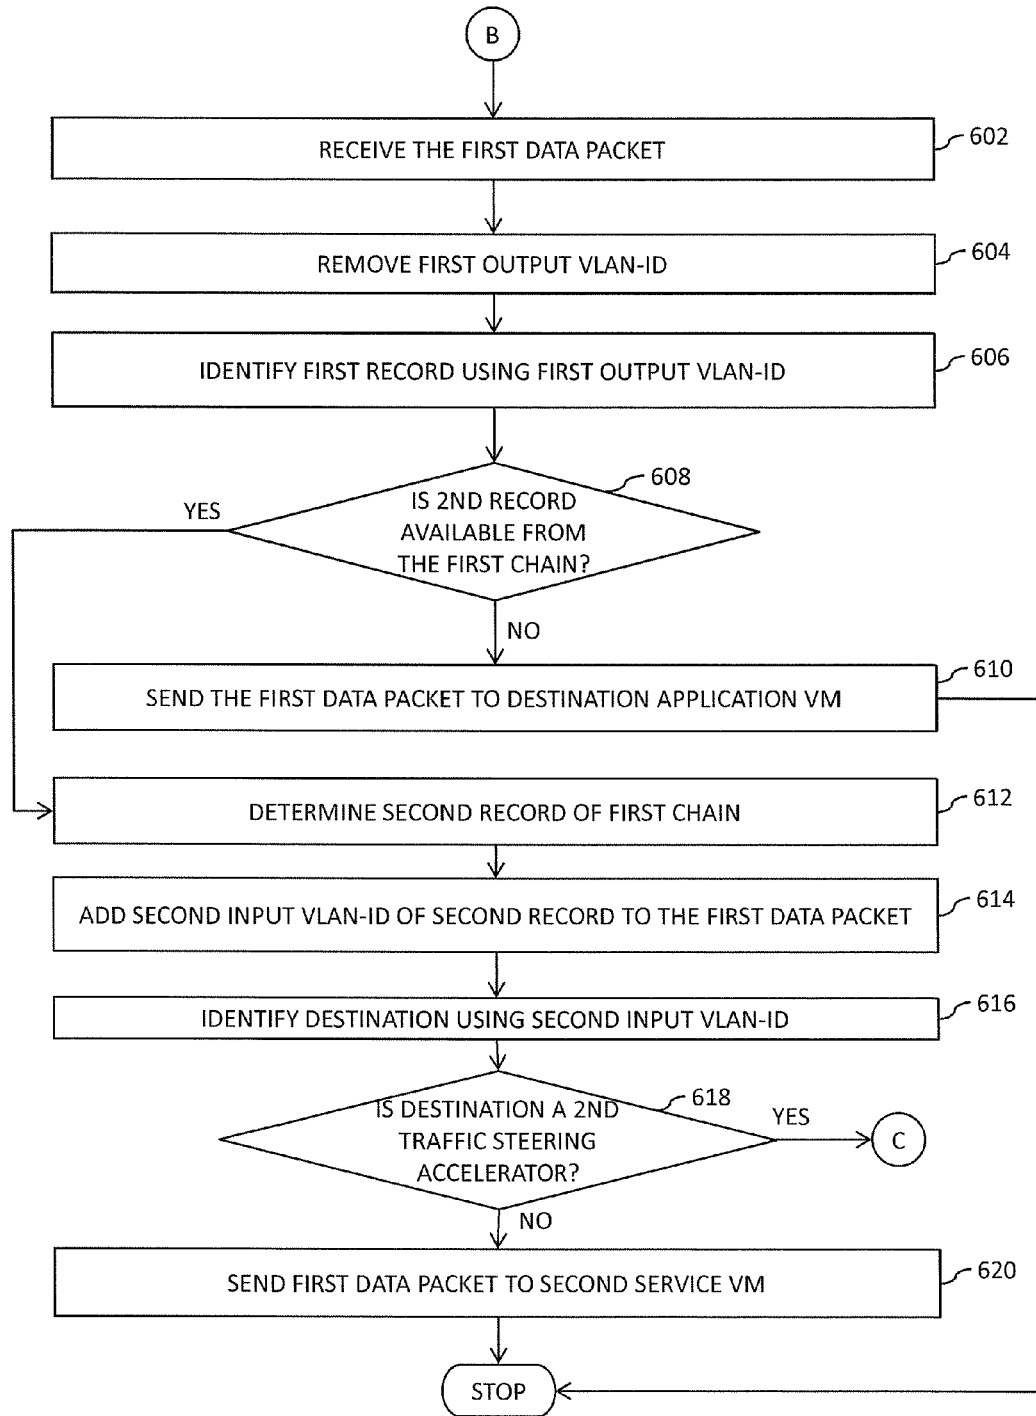 B
RECEIVE THE FIRST DATA PACKET
602
REMOVE FIRST OUTPUT VLAN-ID
604
IDENTIFY FIRST RECORD USING FIRST OUTPUT VLAN-ID
606
608
YES
IS 2ND RECORD
AVAILABLE FROM
THE FIRST CHAIN?
NO
610
SEND THE FIRST DATA PACKET TO DESTINATION APPLICATION VM
DETERMINE SECOND RECORD OF FIRST CHAIN
612
ADD SECOND INPUT VLAN-ID OF SECOND RECORD TO THE FIRST DATA PACKET
614
IDENTIFY DESTINATION USING SECOND INPUT VLAN-ID
616
618
IS DESTINATION A 2ND
TRAFFIC STEERING
ACCELERATOR?
YES
C
NO
SEND FIRST DATA PACKET TO SECOND SERVICE VM
620
STOP